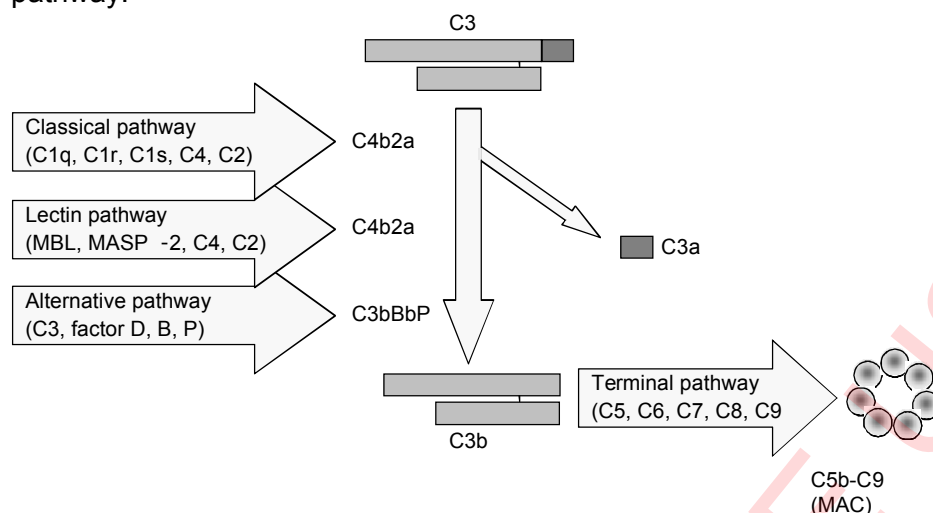 pathway.
C3
Classical pathway
(C1q, C1r, C1s, C4, C2)
C4b2a
Lectin pathway
(MBL, MASP -2, C4, C2)
C4b2a
C3a
Alternative pathway
(C3, factor D, B, P)
C3bBbP
Terminal pathway
(C5, C6, C7, C8, C9
C3b
C5b-C9
(MAC)